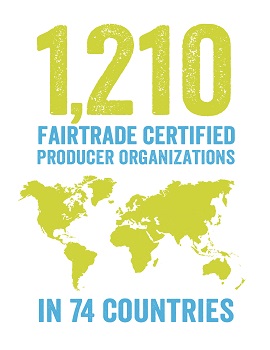 1,210
FAIRTRADE CERTIFIED
PRODUCER ORGANIZATIONS
IN 74 COUNTRIES